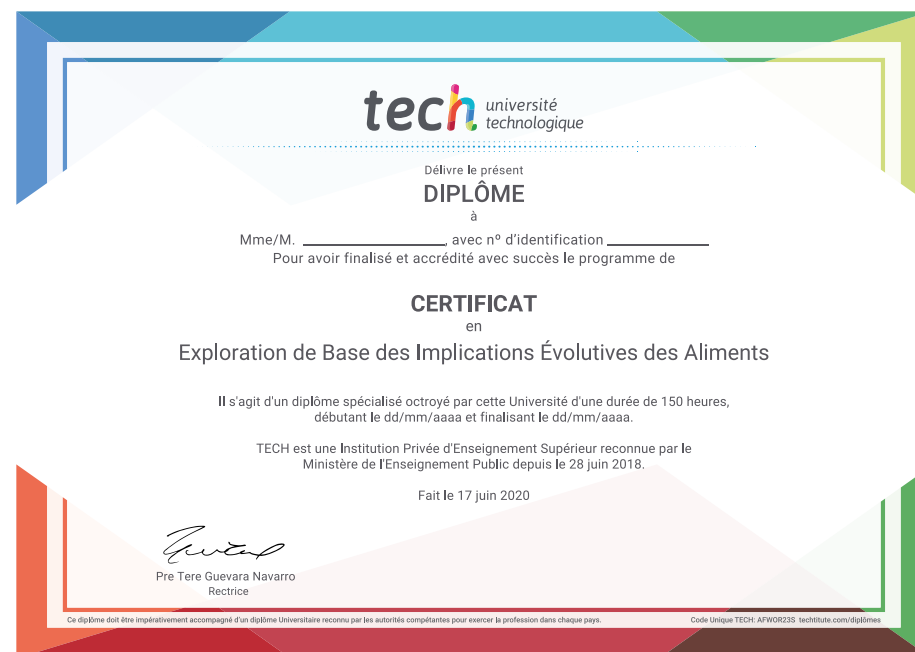 tech université
technologique
Délivre le présent
DIPLÔME
à
Mme/M. ____________________, avec nº d'identification ______________
Pour avoir finalisé et accrédité avec succès le programme de
CERTIFICAT
en
Exploration de Base des Implications Évolutives des Aliments
Il s'agit d'un diplôme spécialisé octroyé par cette Université d'une durée de 150 heures,
débutant le dd/mm/aaaa et finalisant le dd/mm/aaaa.
TECH est une Institution Privée d'Enseignement Supérieur reconnue par le
Ministère de l'Enseignement Public depuis le 28 juin 2018.
Fait le 17 juin 2020
Pre Tere Guevara Navarro
Rectrice
Ce diplôme doit être impérativement accompagné d'un diplôme Universitaire reconnu par les autorités compétentes pour exercer la profession dans chaque pays. Code Unique TECH: AFWOR23S techtitute.com/diplômes